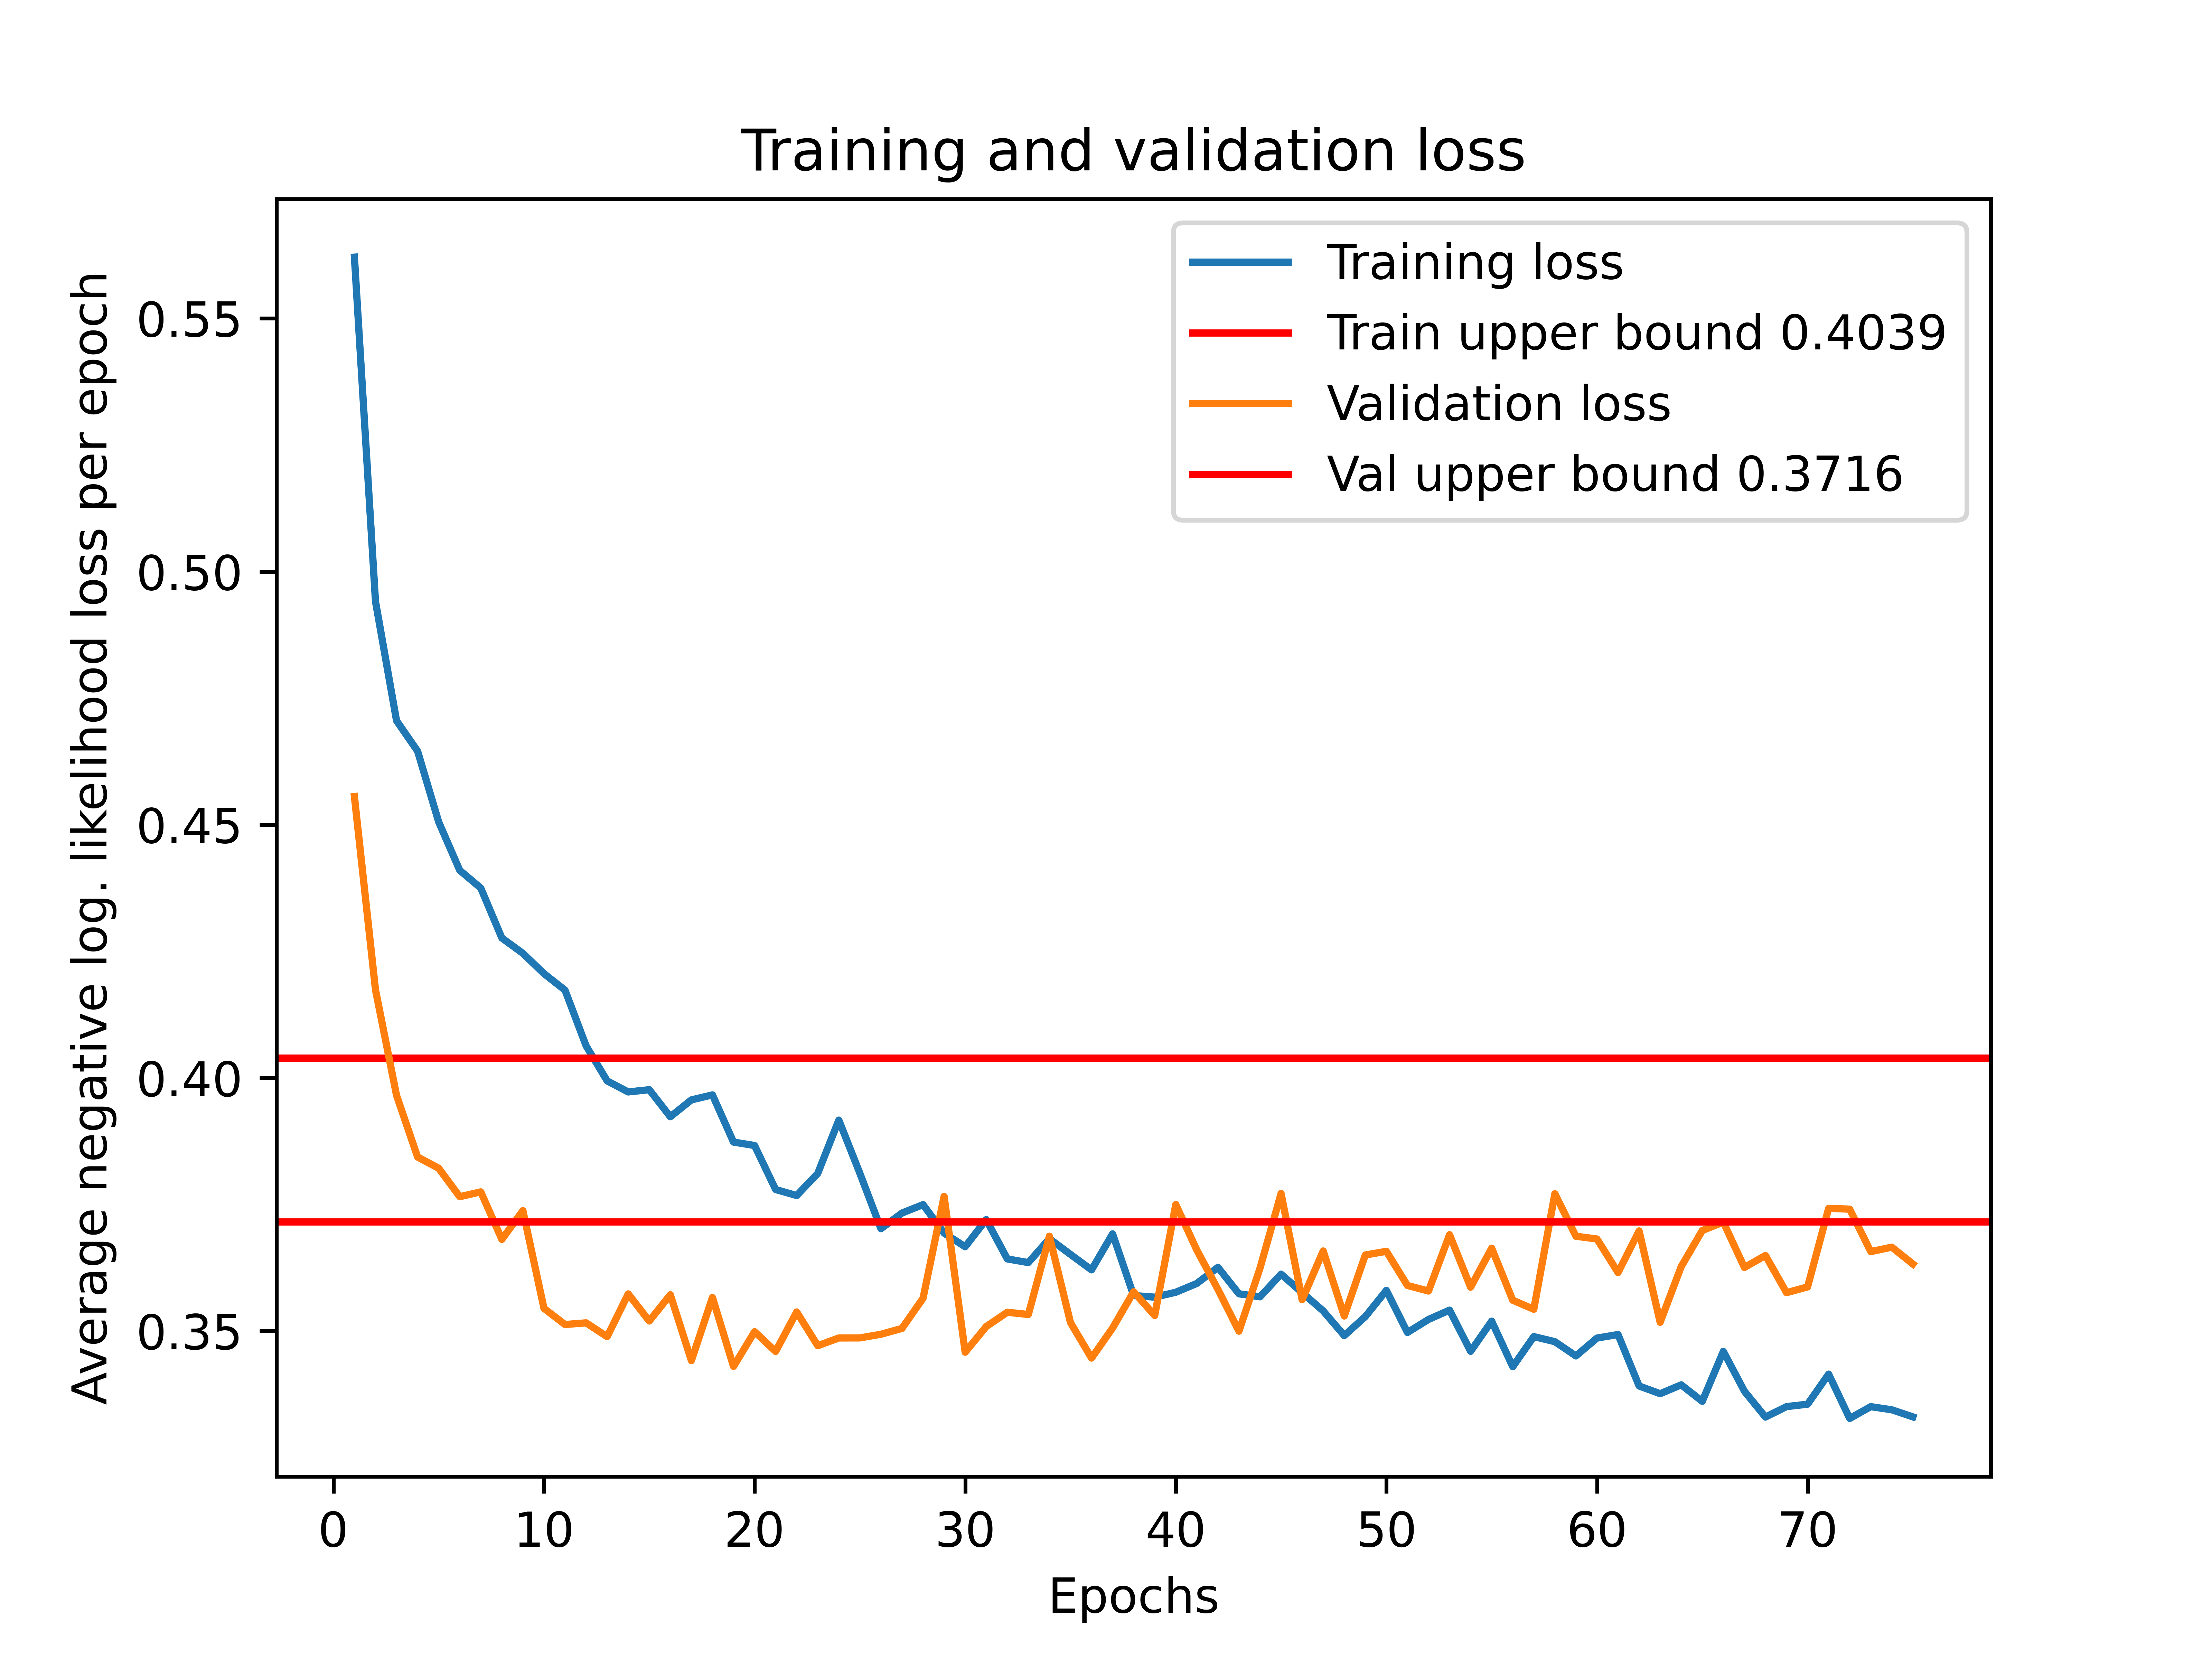 Training and validation loss
Average negative log. likelihood loss per epoch
0.55
0.50
0.45
0.40
0.35
Training loss
Train upper bound 0.4039
Validation loss
Val upper bound 0.3716
0 10 20 30 40 50 60 70
Epochs